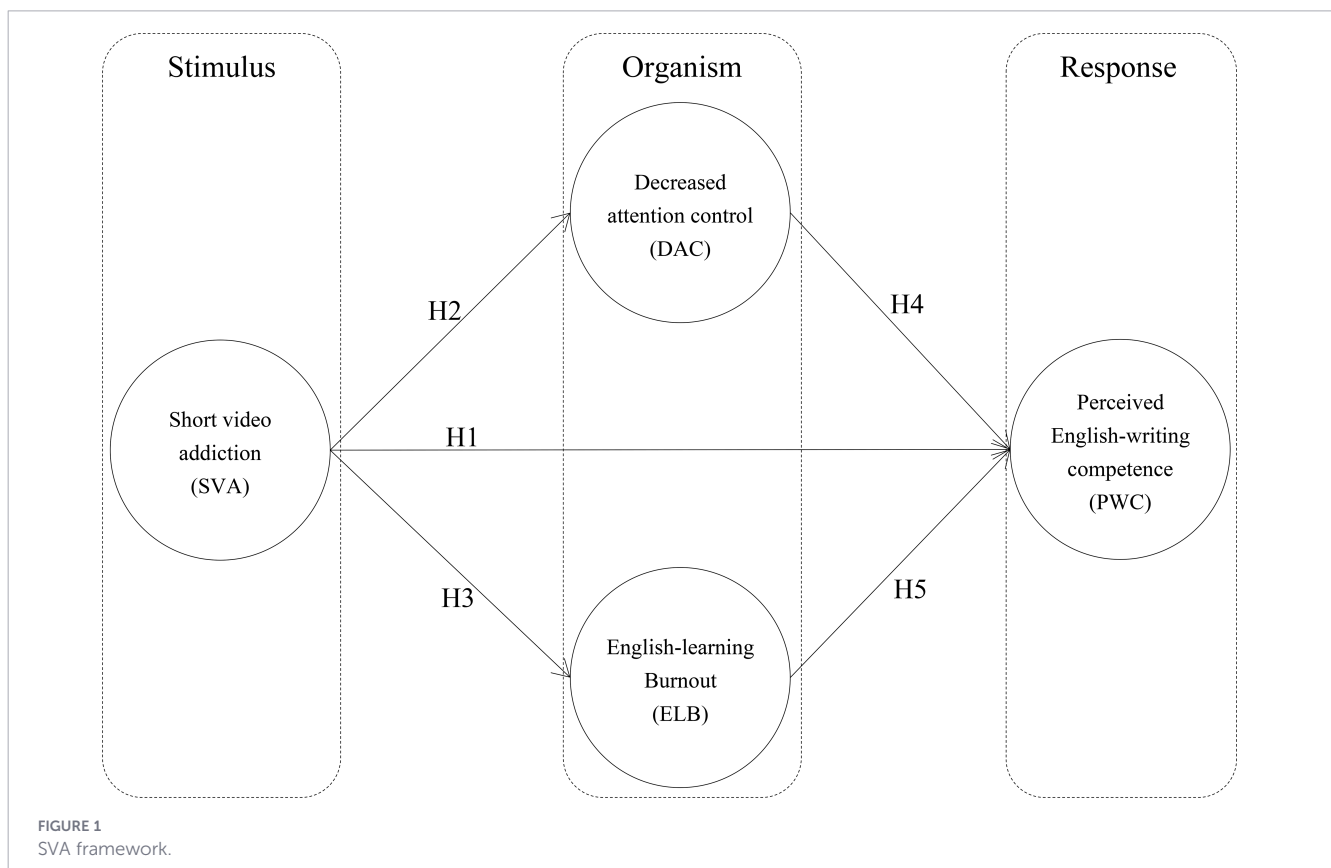 Stimulus
Organism
Response
Decreased
attention control
(DAC)
H2
H4
Short video
addiction
(SVA)
H1
Perceived
English-writing
competence
(PWC)
H3
H5
English-learning
Burnout
(ELB)
FIGURE 1
SVA framework.